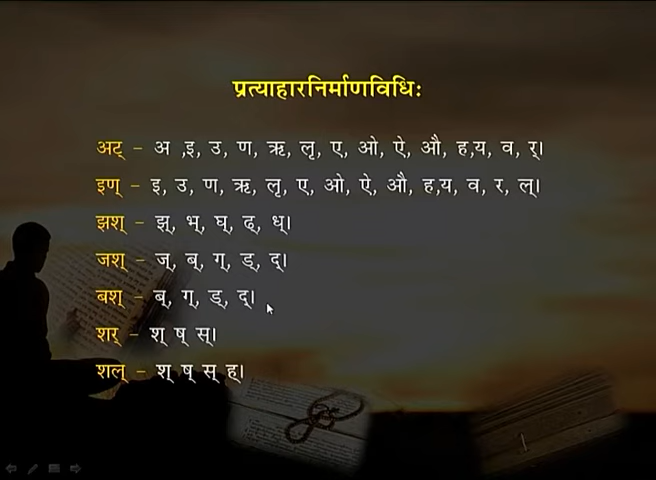 प्रत्याहारनिर्माणविधिः
अट् – अ ,इ, उ, ण, ऋ, लृ, ए, ओ, ऐ, औ, ह,य, व, र्।
इण् – इ, उ, ण, ऋ, लृ, ए, ओ, ऐ, औ, ह,य, व, र, ल्।
झश् – झ्, भ्, घ्, ढ्, ध्।
जश् – ज्, ब्, ग्, ड्, द्।
बश् – ब्, ग्, ड्, द्।
शर् – श् ष् स्।
शल् – श् ष् स् ह्।